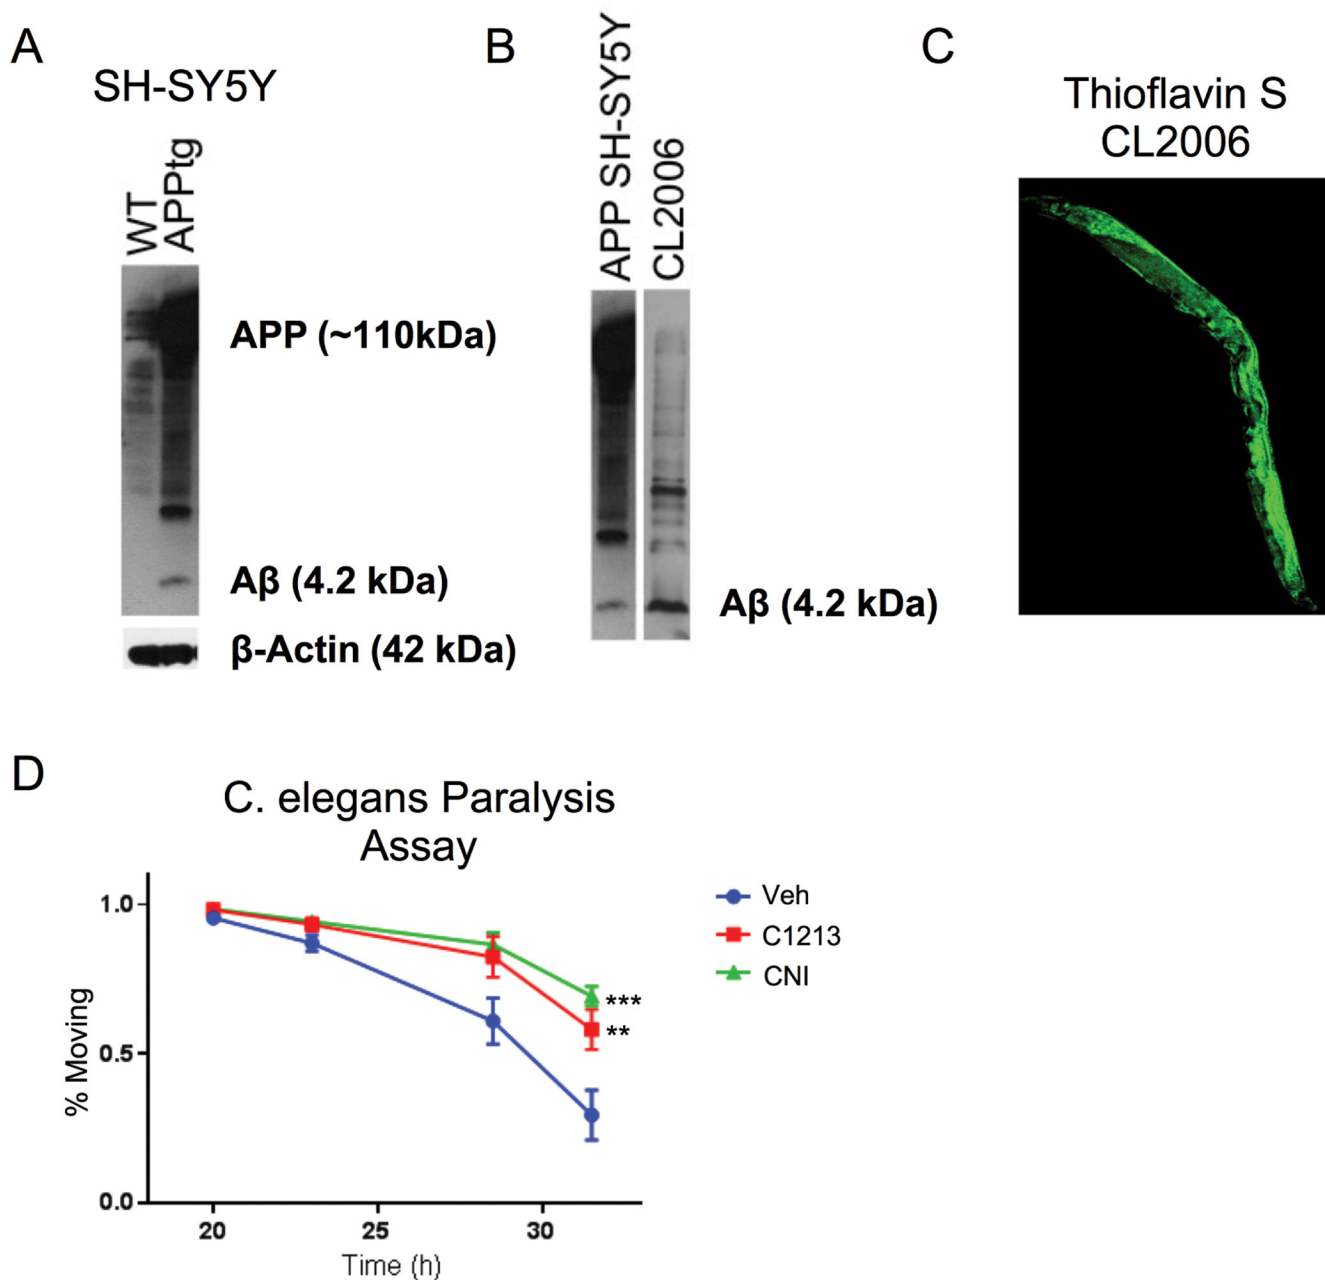 A
SH-SY5Y
WT
APPtg
APP (~110kDa)
Aβ (4.2 kDa)
β-Actin (42 kDa)
B
APP SH-SY5Y
CL2006
Aβ (4.2 kDa)
C
Thioflavin S
CL2006
D
C. elegans Paralysis
Assay
% Moving
1.0
0.5
0.0
20
25
30
Time (h)
Veh
C1213
CNI
***
**